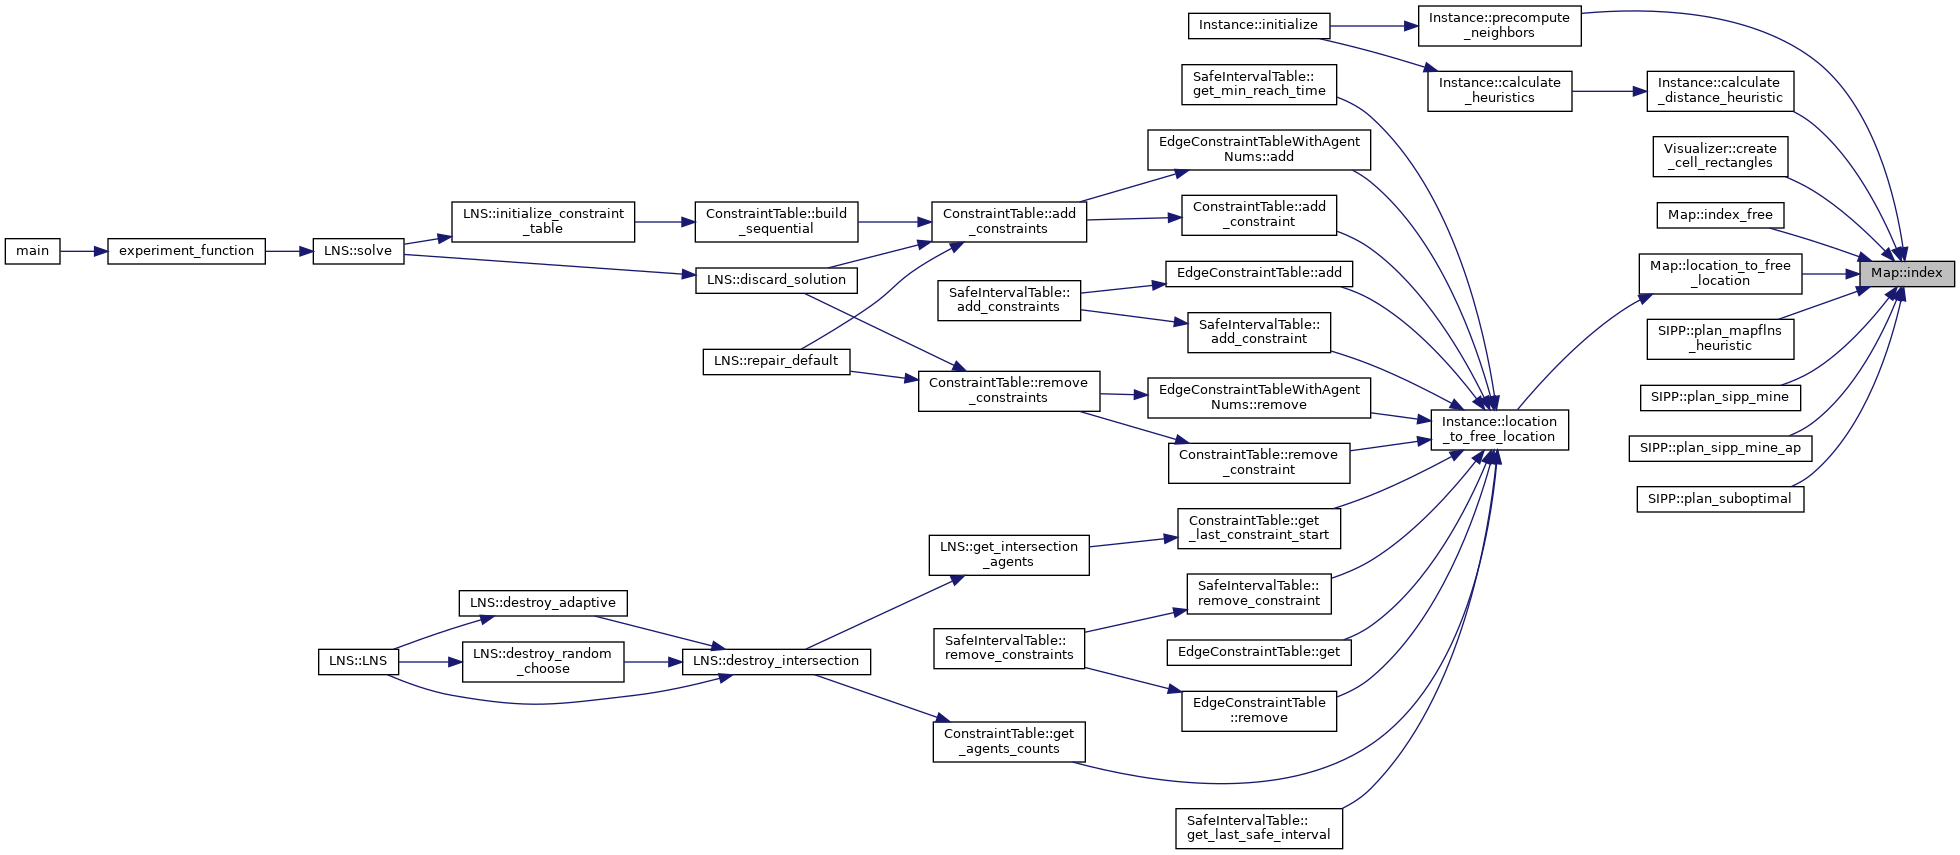 main
experiment_function
LNS::solve
LNS::initialize_constraint
_table
LNS::discard_solution
LNS::repair_default
ConstraintTable::build
_sequential
ConstraintTable::add
_constraints
SafeIntervalTable::
add_constraints
ConstraintTable::remove
_constraints
LNS::get_intersection
_agents
LNS::LNS
LNS::destroy_adaptive
LNS::destroy_random
_choose
LNS::destroy_intersection
SafeIntervalTable::
remove_constraints
ConstraintTable::get
_agents_counts
Instance::initialize
SafeIntervalTable::
get_min_reach_time
EdgeConstraintTableWithAgent
Nums::add
ConstraintTable::add
_constraint
EdgeConstraintTable::add
SafeIntervalTable::
add_constraint
EdgeConstraintTableWithAgent
Nums::remove
ConstraintTable::remove
_constraint
ConstraintTable::get
_last_constraint_start
SafeIntervalTable::
remove_constraint
EdgeConstraintTable::get
EdgeConstraintTable
::remove
SafeIntervalTable::
get_last_safe_interval
Instance::precompute
_neighbors
Instance::calculate
_heuristics
Instance::location
_to_free_location
Instance::calculate
_distance_heuristic
Visualizer::create
_cell_rectangles
Map::index_free
Map::location_to_free
_location
SIPP::plan_mapflns
_heuristic
SIPP::plan_sipp_mine
SIPP::plan_sipp_mine_ap
SIPP::plan_suboptimal
Map::index